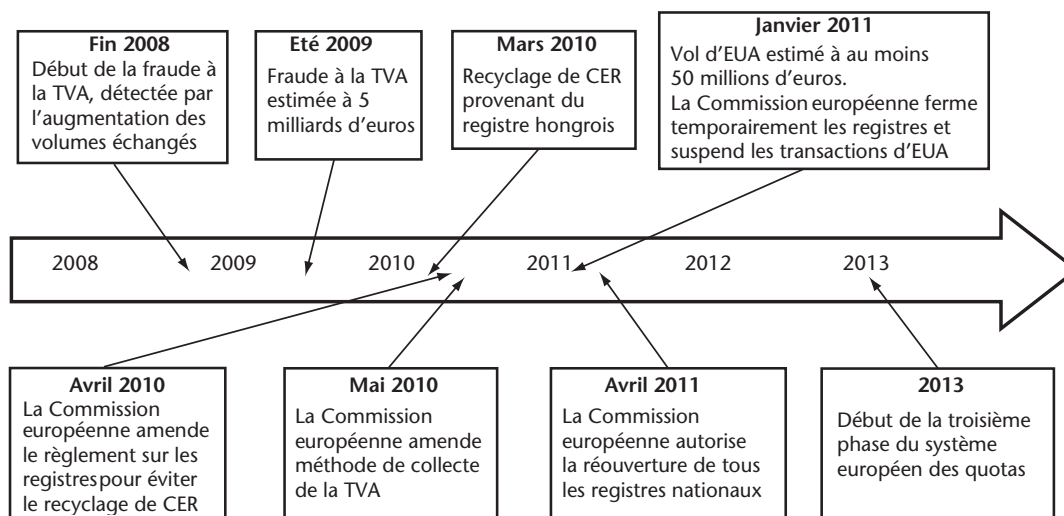 Fin 2008
Début de la fraude à
la TVA, détectée par
l'augmentation des
volumes échangés
Eté 2009
Fraude à la TVA
estimée à 5
milliards d'euros
Mars 2010
Recyclage de CER
provenant du
registre hongrois
Janvier 2011
Vol d'EUA estimé à au moins
50 millions d'euros.
La Commission européenne ferme
temporairement les registres et
suspend les transactions d'EUA
2008 2009 2010 2011 2012 2013
Avril 2010
La Commission
européenne amende
le règlement sur les
registres pour éviter
le recyclage de CER
Mai 2010
La Commission
européenne amende
méthode de collecte
de la TVA
Avril 2011
La Commission
européenne autorise
la réouverture de tous
les registres nationaux
2013
Début de la troisième
phase du système
européen des quotas